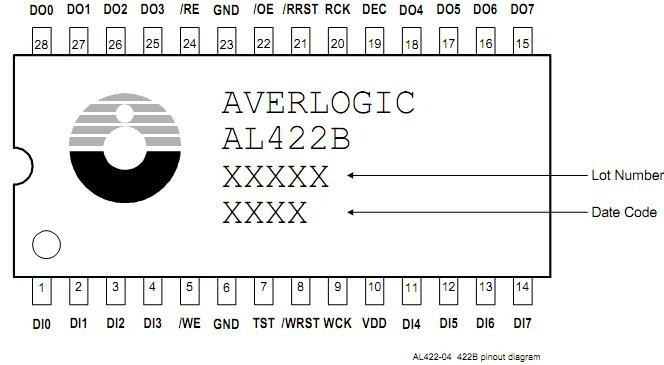 DO0 DO1 DO2 DO3 /RE GND /OE /RRST RCK DEC DO4 DO5 DO6 DO7
28 27 26 25 24 23 22 21 20 19 18 17 16 15
AVERLOGIC
AL422B
XXXXX
Lot Number
XXXX
Date Code
1 2 3 4 5 6 7 8 9 10 11 12 13 14
DI0 DI1 DI2 DI3 /WE GND TST /WRST WCK VDD DI4 DI5 DI6 DI7
AL422-04 422B pinout diagram